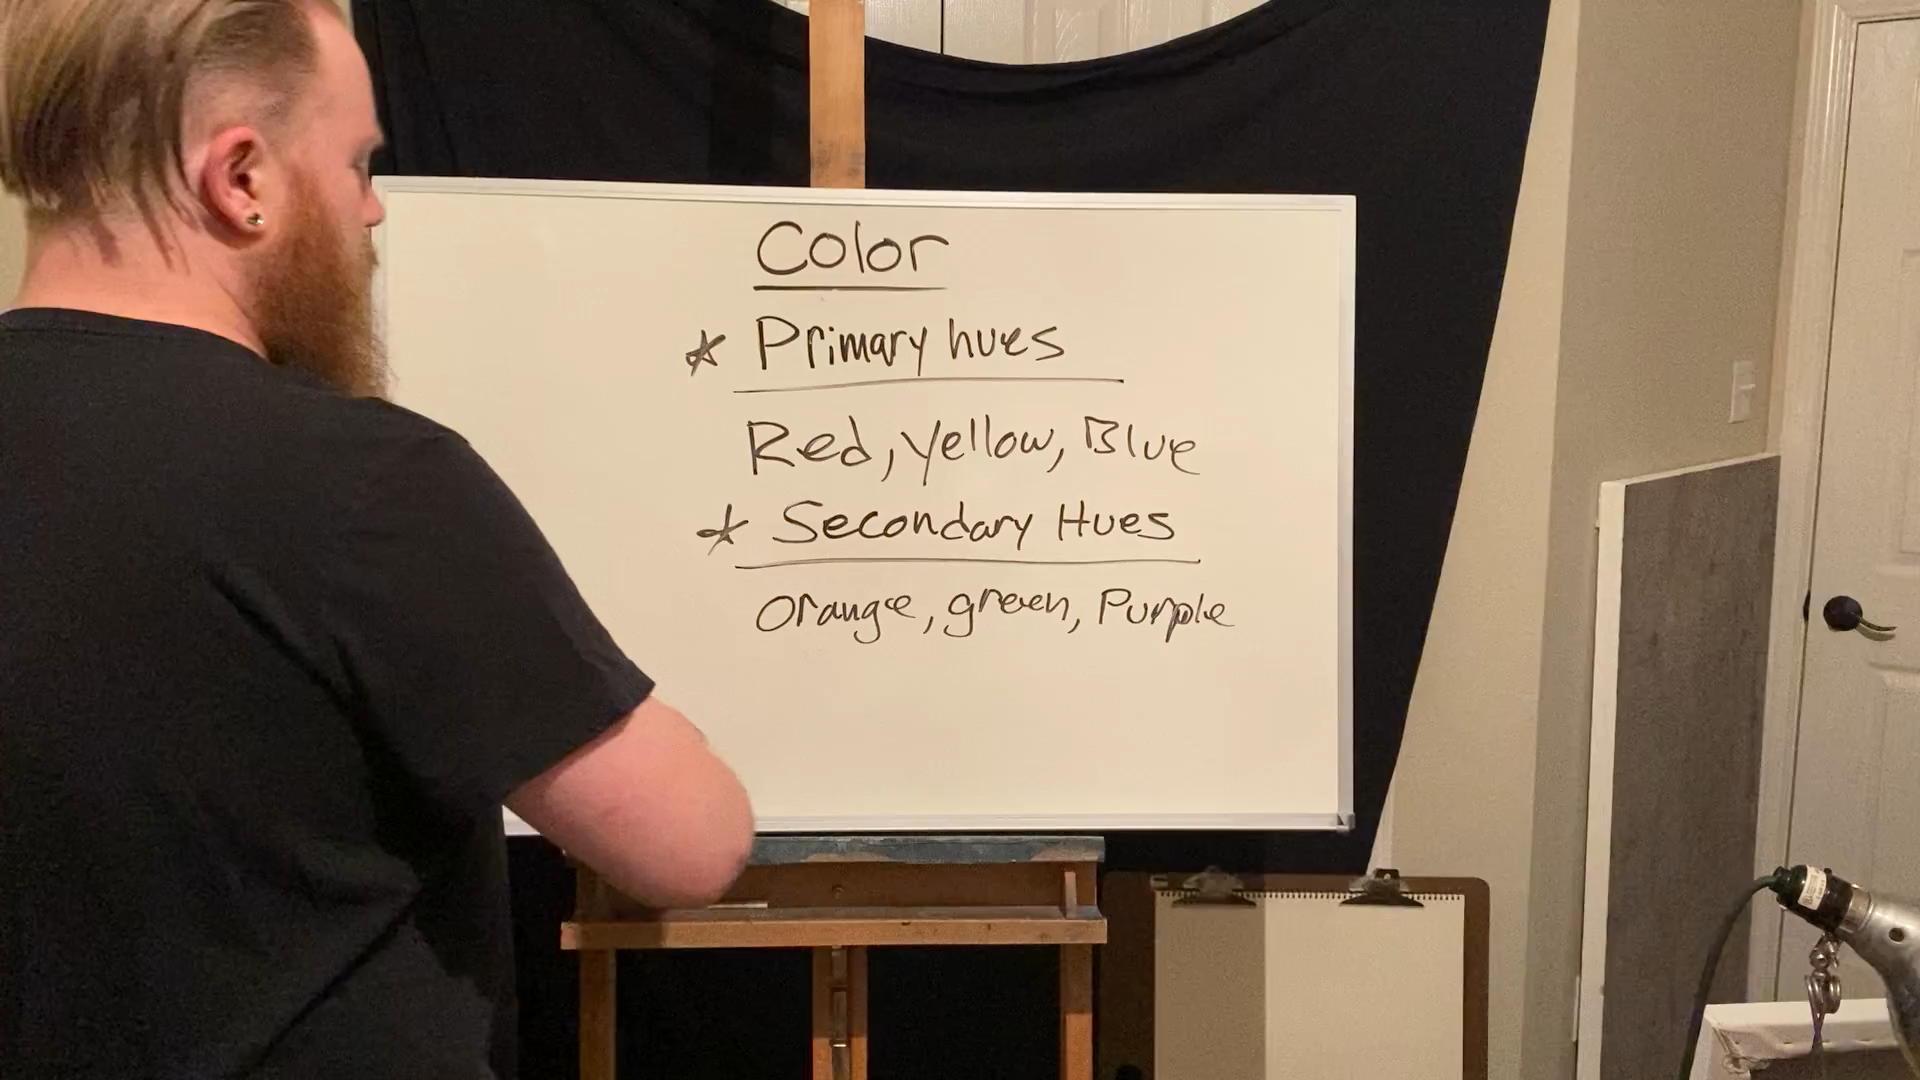 Color
* Primary hues
Red, yellow, Blue
* Secondary Hues
Orange, green, Purple